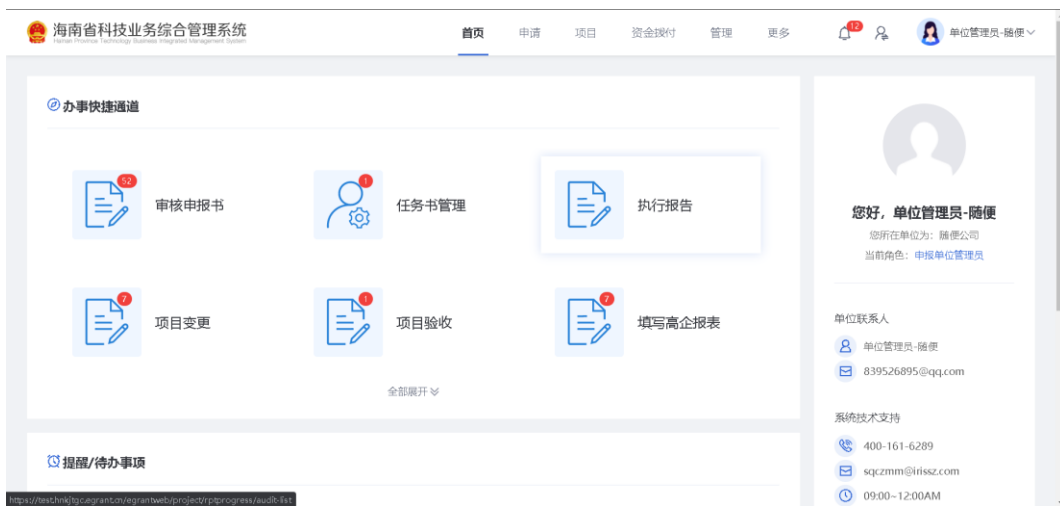 海南省科技业务综合管理系统
Hainan Province Technology Business Integrated Management System
首页 申请 项目 资金拨付 管理 更多 12 单位管理员-随便
办事快捷通道
52 审核申报书 1 任务书管理 执行报告
7 项目变更 1 项目验收 7 填写高企报表
全部展开
提醒/待办事项
您好，单位管理员-随便
您所在单位为：随便公司
当前角色：申报单位管理员
单位联系人
单位管理员-随便
839526895@qq.com
系统技术支持
400-161-6289
sqczmm@irissz.com
09:00~12:00AM
https://test.hnkjtgc.egrant.cn/egrantweb/project/rptprogress/audit-list